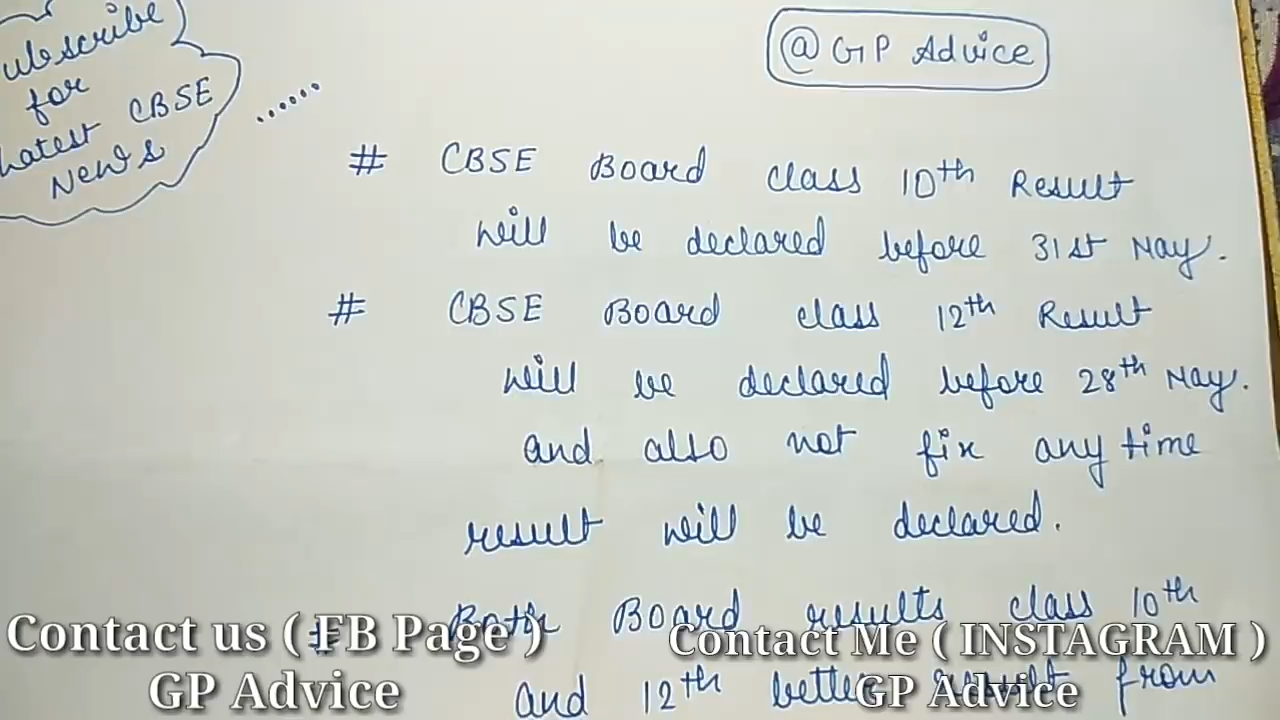 @ GP Advice
ubscribe
for
Latest CBSE
News
......
# CBSE Board class 10th Result
will be declared before 31st May.
# CBSE Board class 12th Result
will be declared before 28th May.
and also not fix any time
result will be declared.
# Both Board results class 10th
and 12th better result from
Contact us ( FB Page )
GP Advice
Contact Me ( INSTAGRAM )
GP Advice